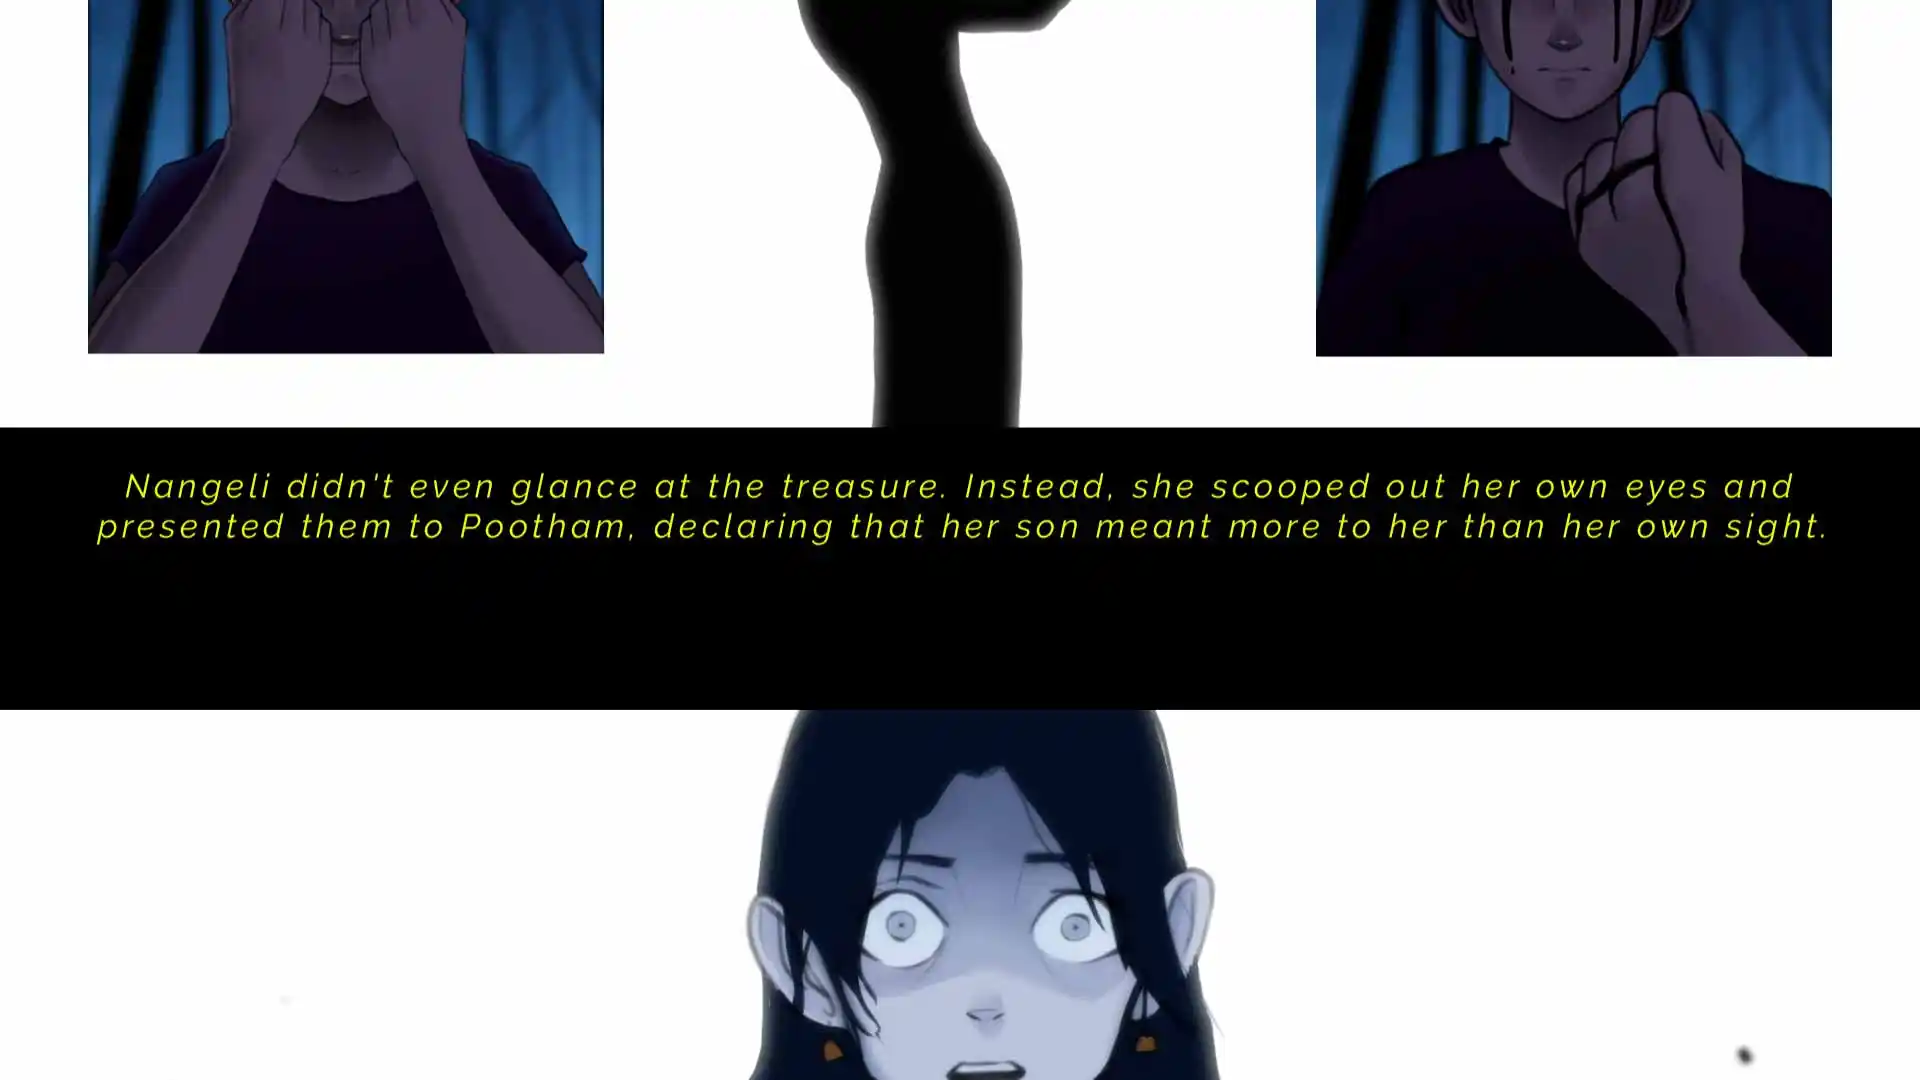 Nangeli didn't even glance at the treasure. Instead, she scooped out her own eyes and
presented them to Pootham, declaring that her son meant more to her than her own sight.